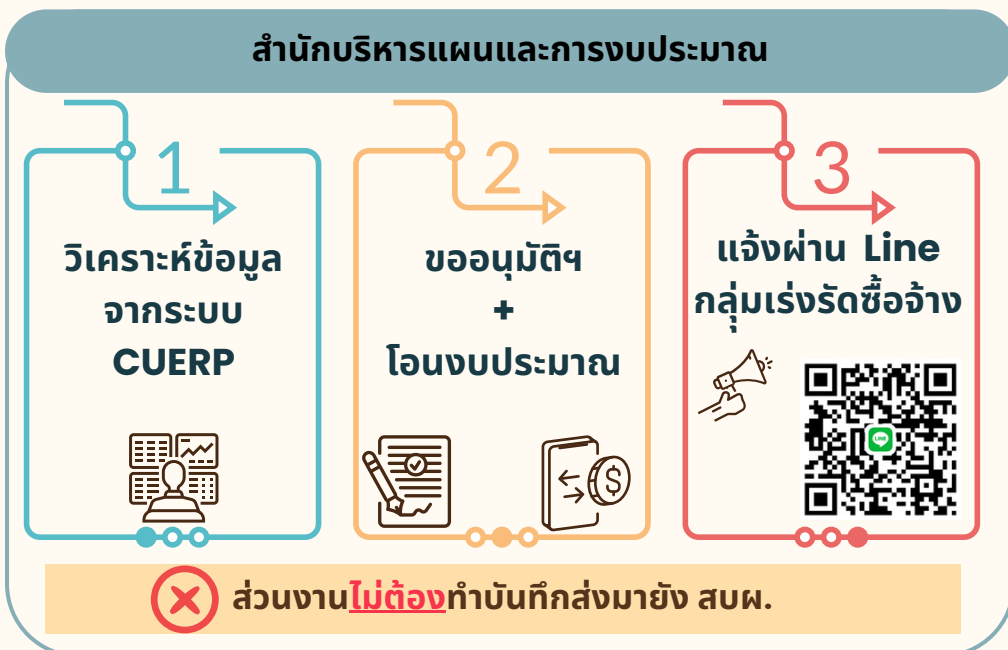 สำนักบริหารแผนและการงบประมาณ
1
วิเคราะห์ข้อมูล
จากระบบ
CUERP
2
ขออนุมัติฯ
+
โอนงบประมาณ
3
แจ้งผ่าน Line
กลุ่มเร่งรัดซื้อจ้าง
LINE
ส่วนงานไม่ต้องทำบันทึกส่งมายัง สบผ.